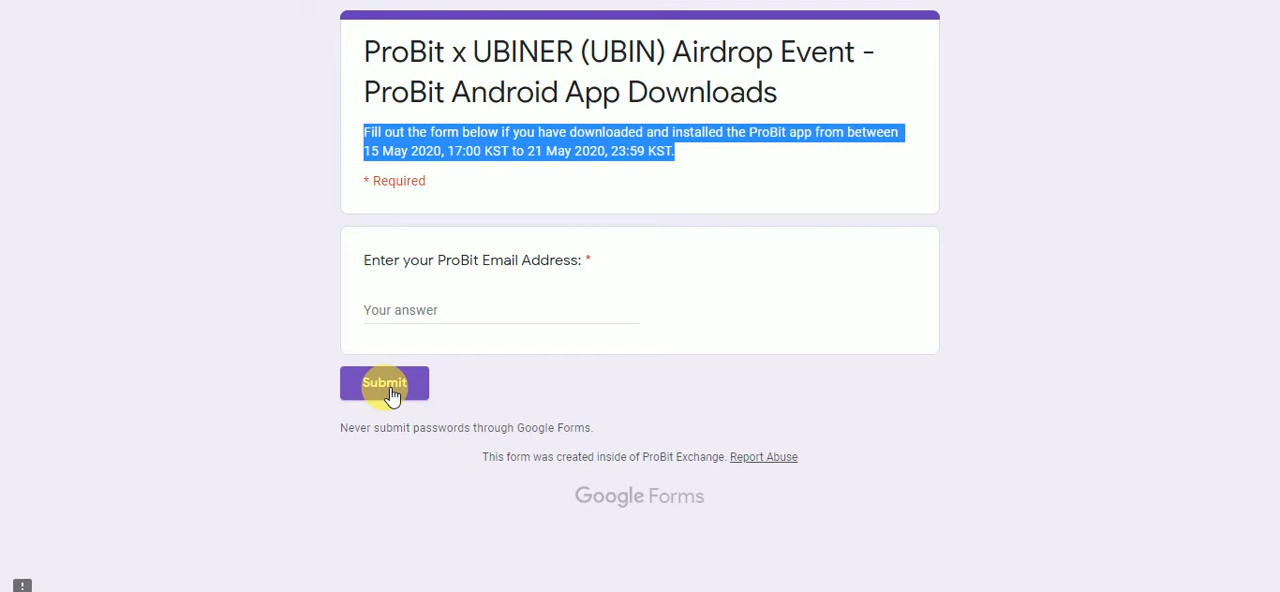 ProBit x UBINER (UBIN) Airdrop Event -
ProBit Android App Downloads
Fill out the form below if you have downloaded and installed the ProBit app from between
15 May 2020, 17:00 KST to 21 May 2020, 23:59 KST.
* Required
Enter your ProBit Email Address: *
Your answer
Submit
Never submit passwords through Google Forms.
This form was created inside of ProBit Exchange. Report Abuse
Google Forms
!